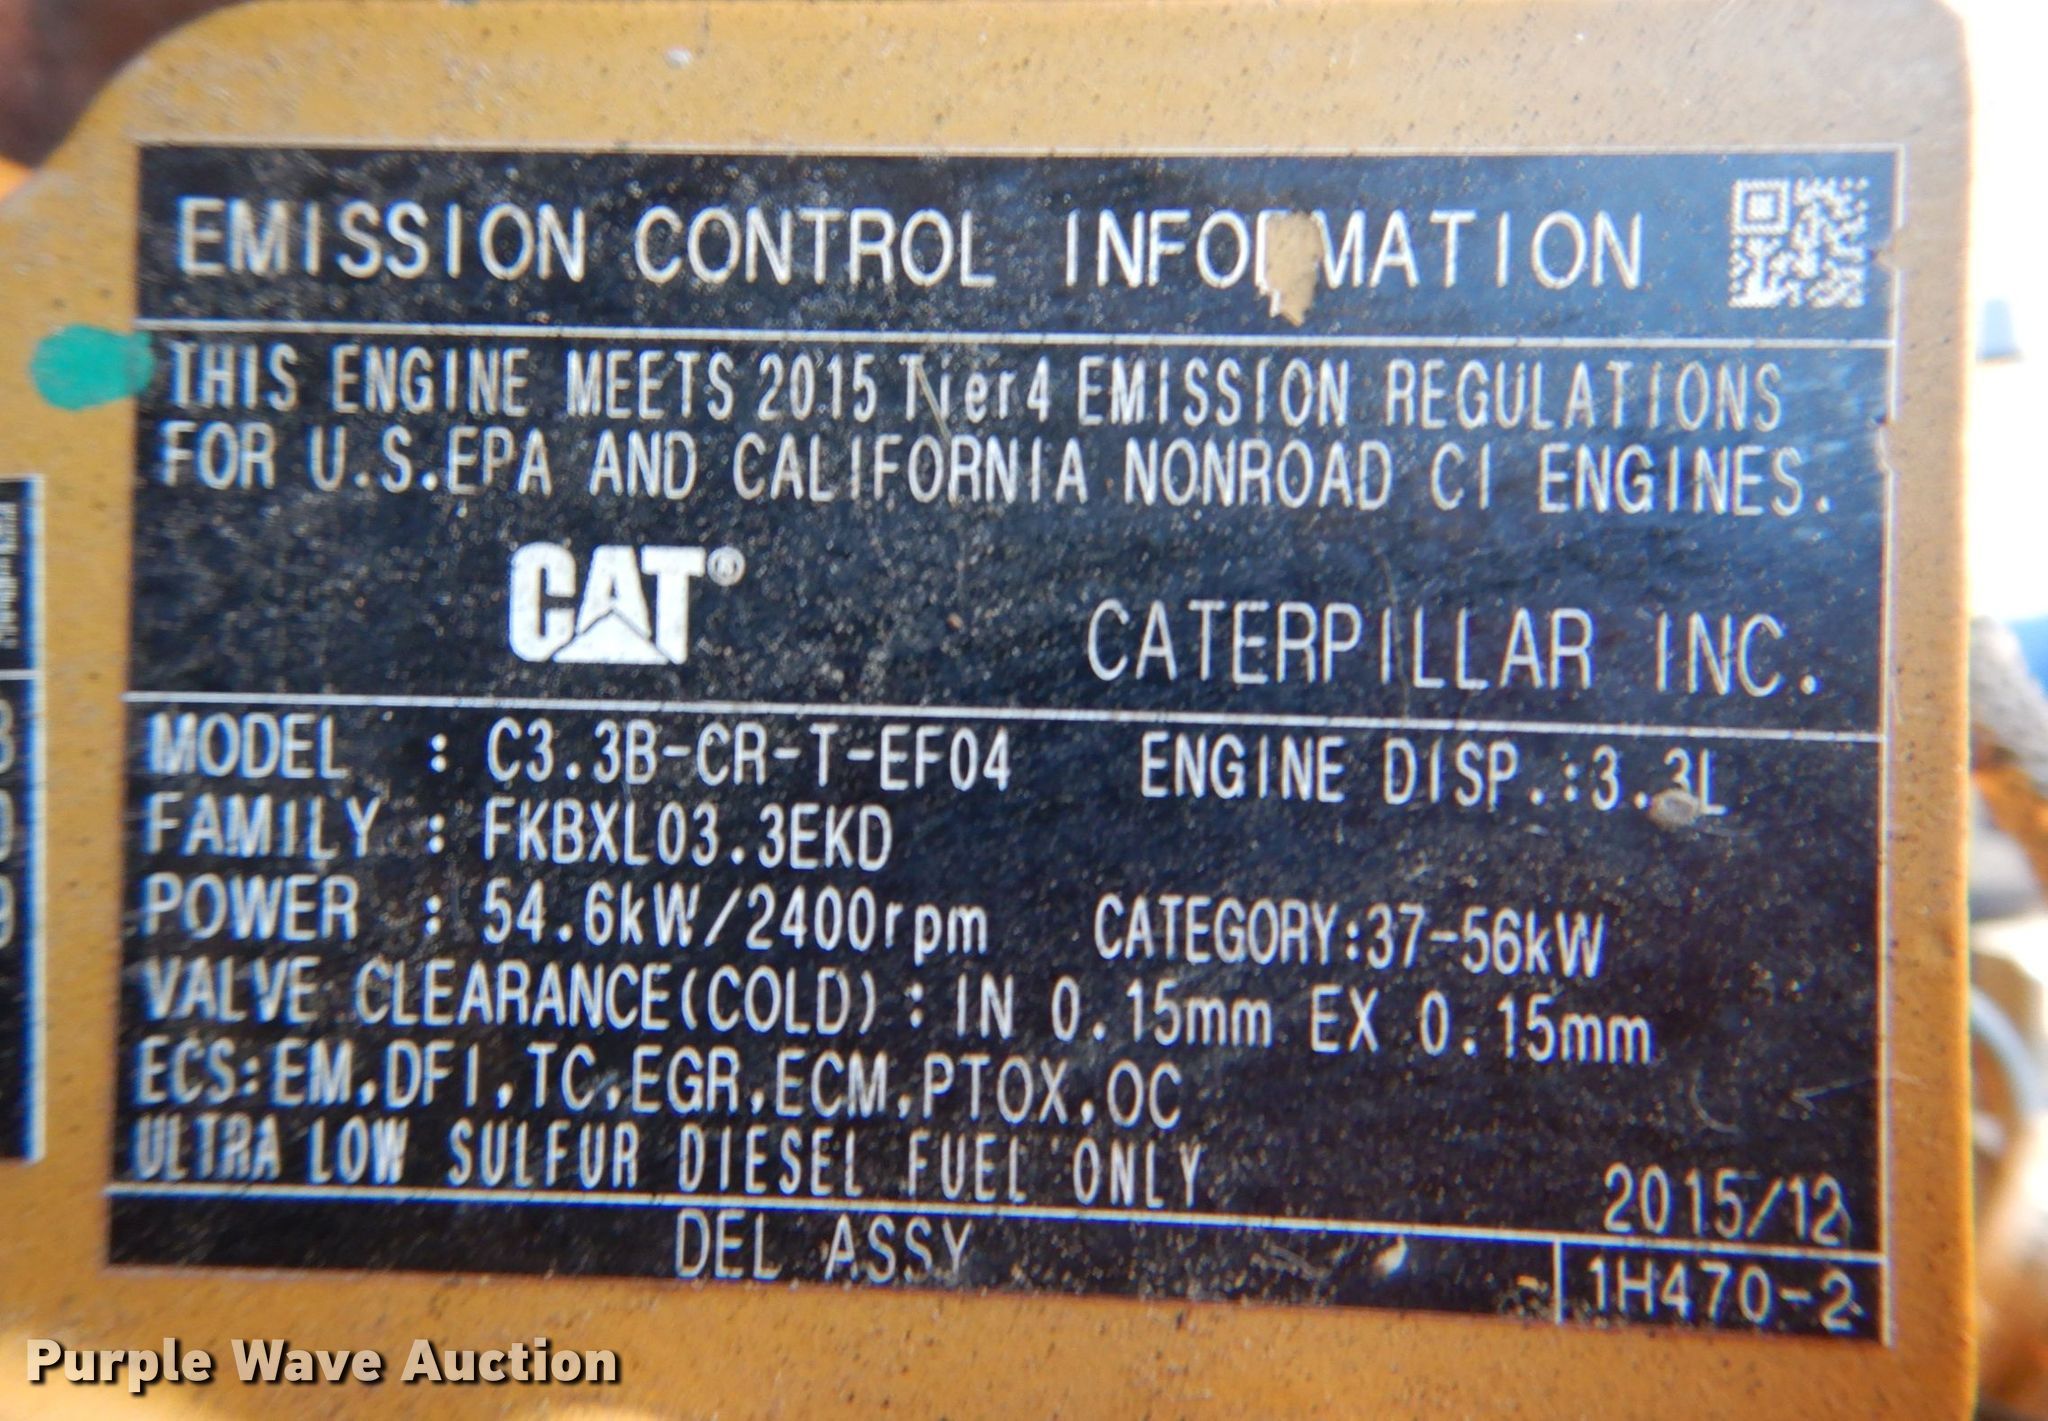 EMISSION CONTROL INFORMATION
THIS ENGINE MEETS 2015 Tier4 EMISSION REGULATIONS
FOR U.S.EPA AND CALIFORNIA NONROAD CI ENGINES.
CAT®
CATERPILLAR INC.
MODEL : C3.3B-CR-T-EF04 ENGINE DISP.:3.3L
FAMILY : FKBXL03.3EKD
POWER : 54.6kW/2400rpm CATEGORY:37-56kW
VALVE CLEARANCE(COLD) : IN 0.15mm EX 0.15mm
ECS:EM,DFI,TC,EGR,ECM,PTOX,OC
ULTRA LOW SULFUR DIESEL FUEL ONLY
2015/12
DEL ASSY
1H470-2
Purple Wave Auction